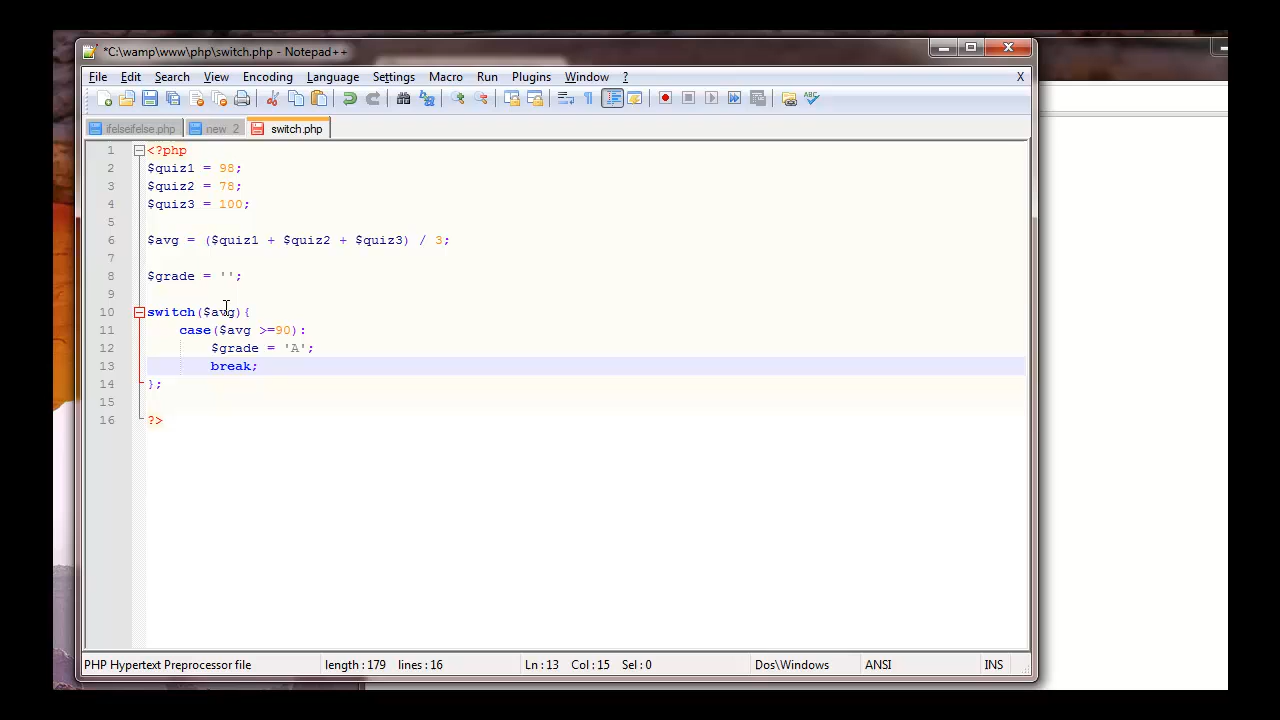 *C:\wamp\www\php\switch.php - Notepad++
File Edit Search View Encoding Language Settings Macro Run Plugins Window ? X
ifelseifelse.php new 2 switch.php
1 <?php
2 $quiz1 = 98;
3 $quiz2 = 78;
4 $quiz3 = 100;
5
6 $avg = ($quiz1 + $quiz2 + $quiz3) / 3;
7
8 $grade = '';
9
10 switch($avg){
11 case($avg >=90):
12 $grade = 'A';
13 break;
14 };
15
16 ?>
PHP Hypertext Preprocessor file length : 179 lines : 16 Ln : 13 Col : 15 Sel : 0 Dos\Windows ANSI INS